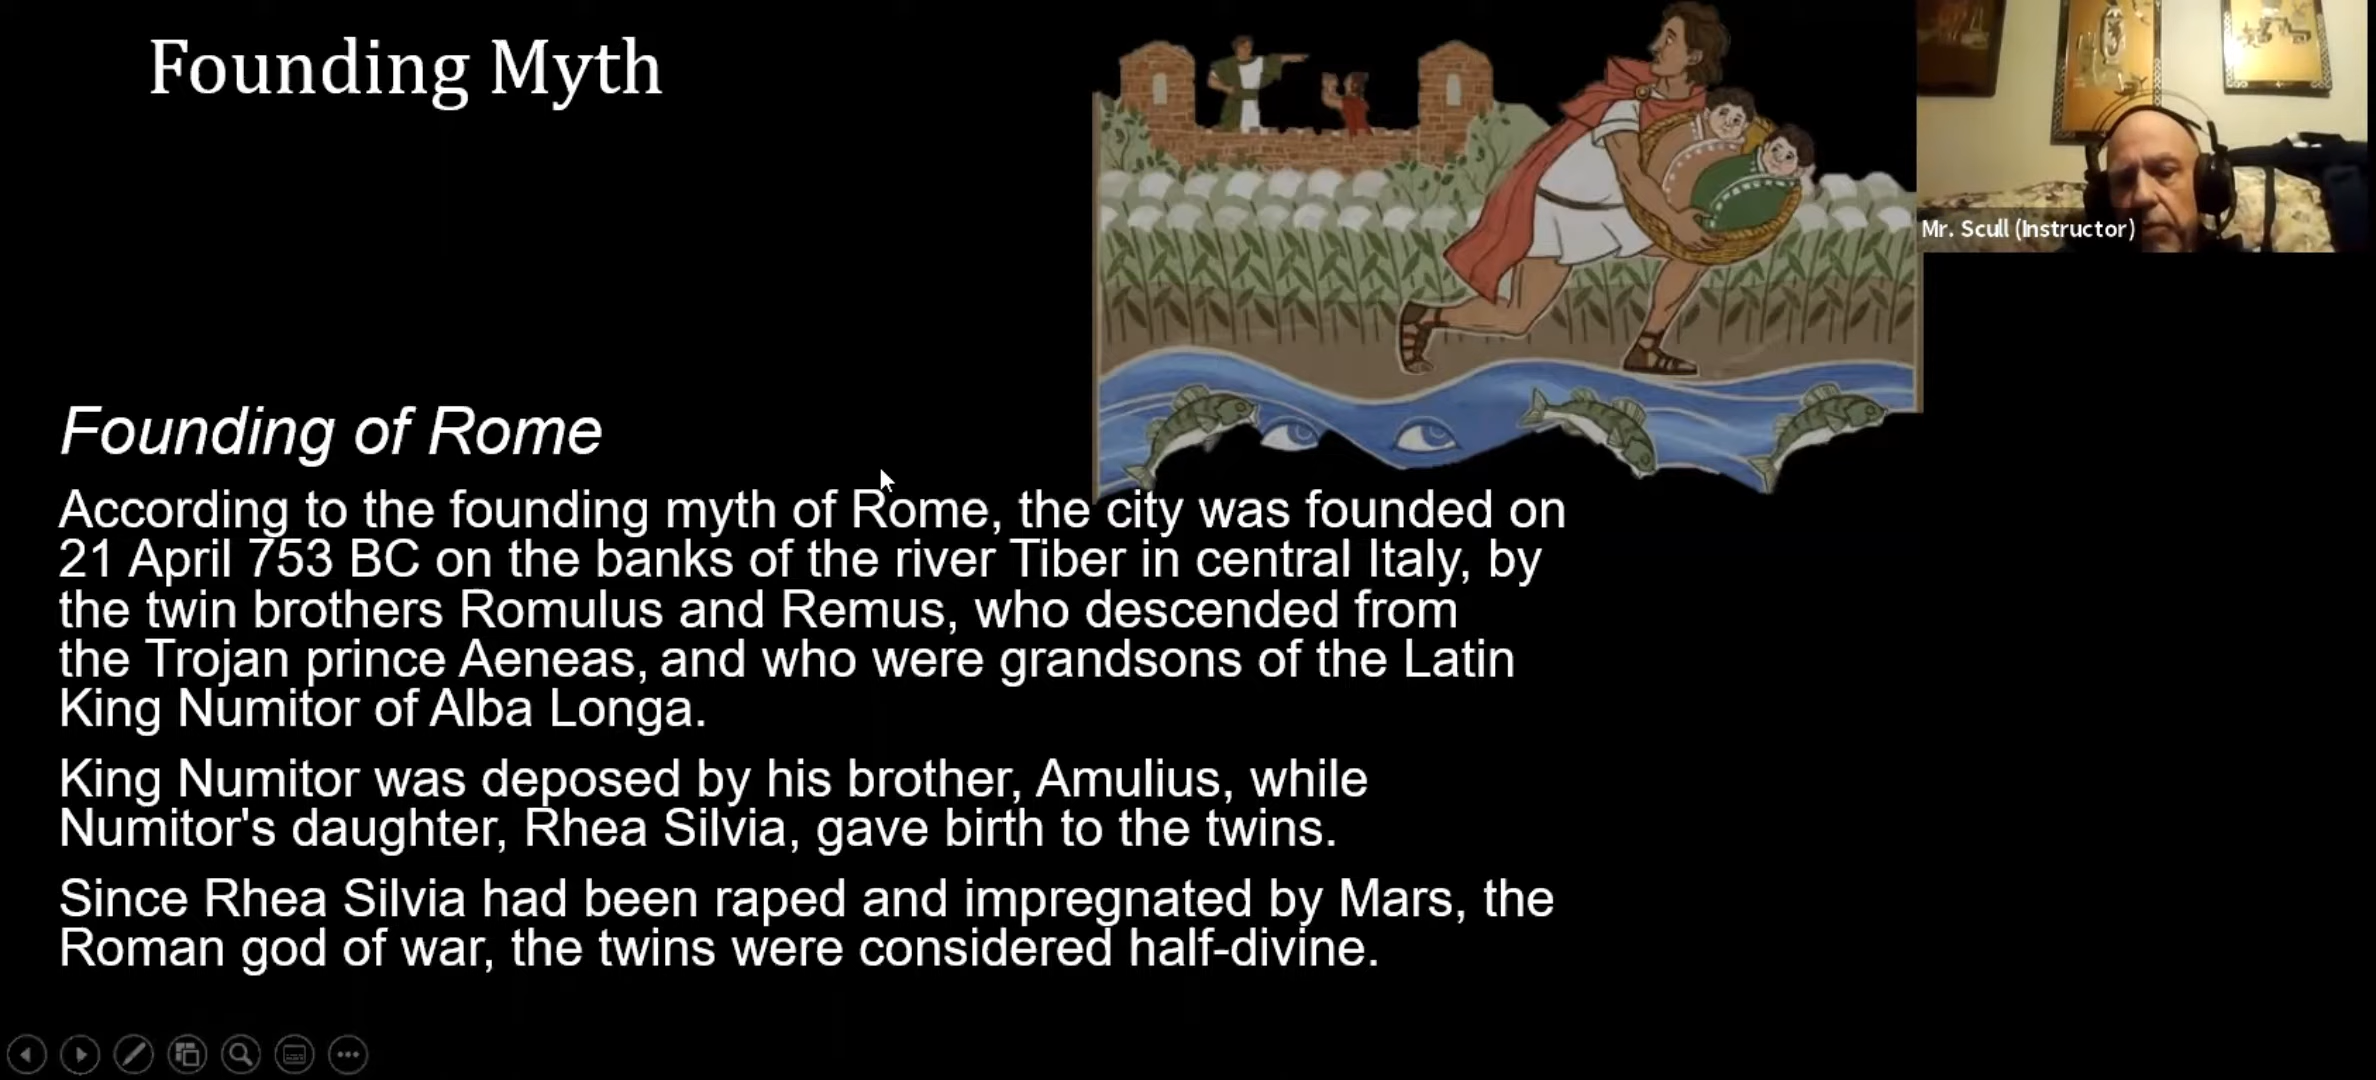 Founding Myth
Mr. Scull (Instructor)
Founding of Rome
According to the founding myth of Rome, the city was founded on
21 April 753 BC on the banks of the river Tiber in central Italy, by
the twin brothers Romulus and Remus, who descended from
the Trojan prince Aeneas, and who were grandsons of the Latin
King Numitor of Alba Longa.
King Numitor was deposed by his brother, Amulius, while
Numitor's daughter, Rhea Silvia, gave birth to the twins.
Since Rhea Silvia had been raped and impregnated by Mars, the
Roman god of war, the twins were considered half-divine.